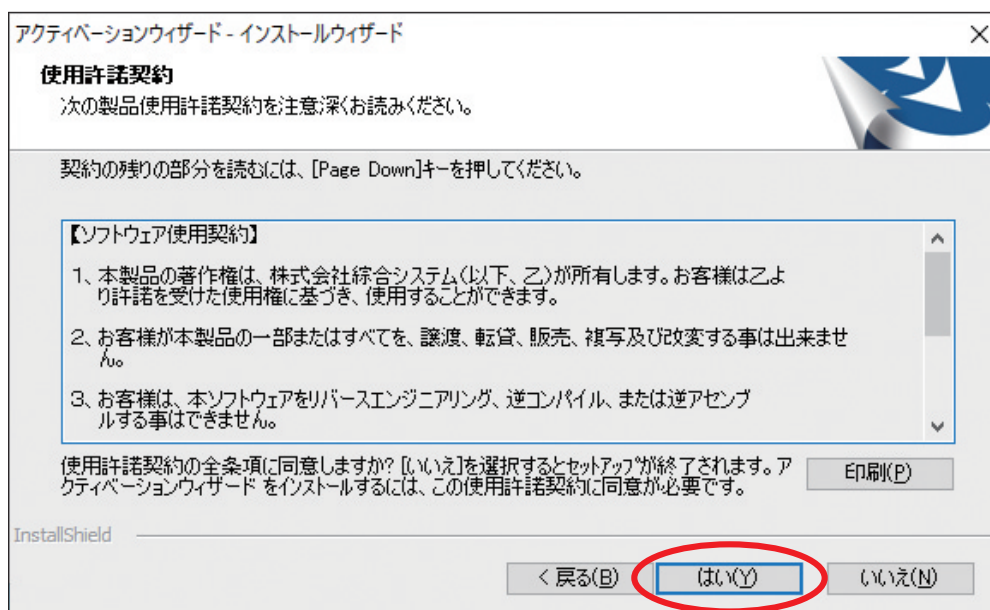 アクティベーションウィザード - インストールウィザード
使用許諾契約
次の製品使用許諾契約を注意深くお読みください。
契約の残りの部分を読むには、[Page Down]キーを押してください。
【ソフトウェア使用契約】
1、本製品の著作権は、株式会社綜合システム(以下、乙)が所有します。お客様は乙よ
り許諾を受けた使用権に基づき、使用することができます。
2、お客様が本製品の一部またはすべてを、譲渡、転貸、販売、複写及び改変する事は出来ませ
ん。
3、お客様は、本ソフトウェアをリバースエンジニアリング、逆コンパイル、または逆アセンブ
ルする事はできません。
使用許諾契約の全条項に同意しますか? [いいえ]を選択するとセットアップが終了されます。ア
クティベーションウィザード をインストールするには、この使用許諾契約に同意が必要です。
印刷(P)
InstallShield
< 戻る(B)
はい(Y)
いいえ(N)